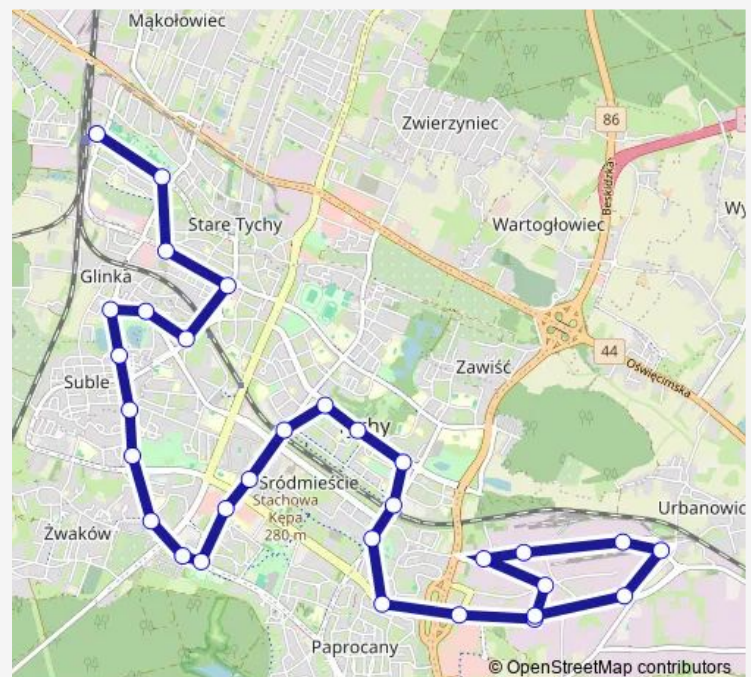 Mąkołowiec
86
Zwierzyniec
Beskidzka
Wy
Stare Tychy
Wartogłowiec
Glinka
44
Zawiść
Oświęcimska
Suble
Śródmieście
Stachowa
Kępa
280 m
Urbanowic
Żwaków
Paprocany
© OpenStreetMap contributors